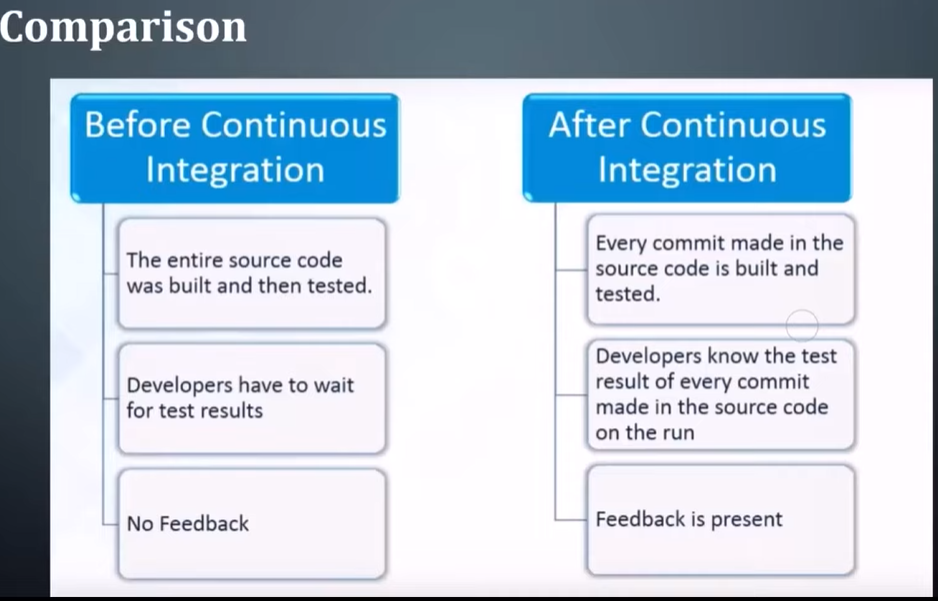 Comparison
Before Continuous
Integration
The entire source code
was built and then tested.
Developers have to wait
for test results
No Feedback
After Continuous
Integration
Every commit made in the
source code is built and
tested.
Developers know the test
result of every commit
made in the source code
on the run
Feedback is present